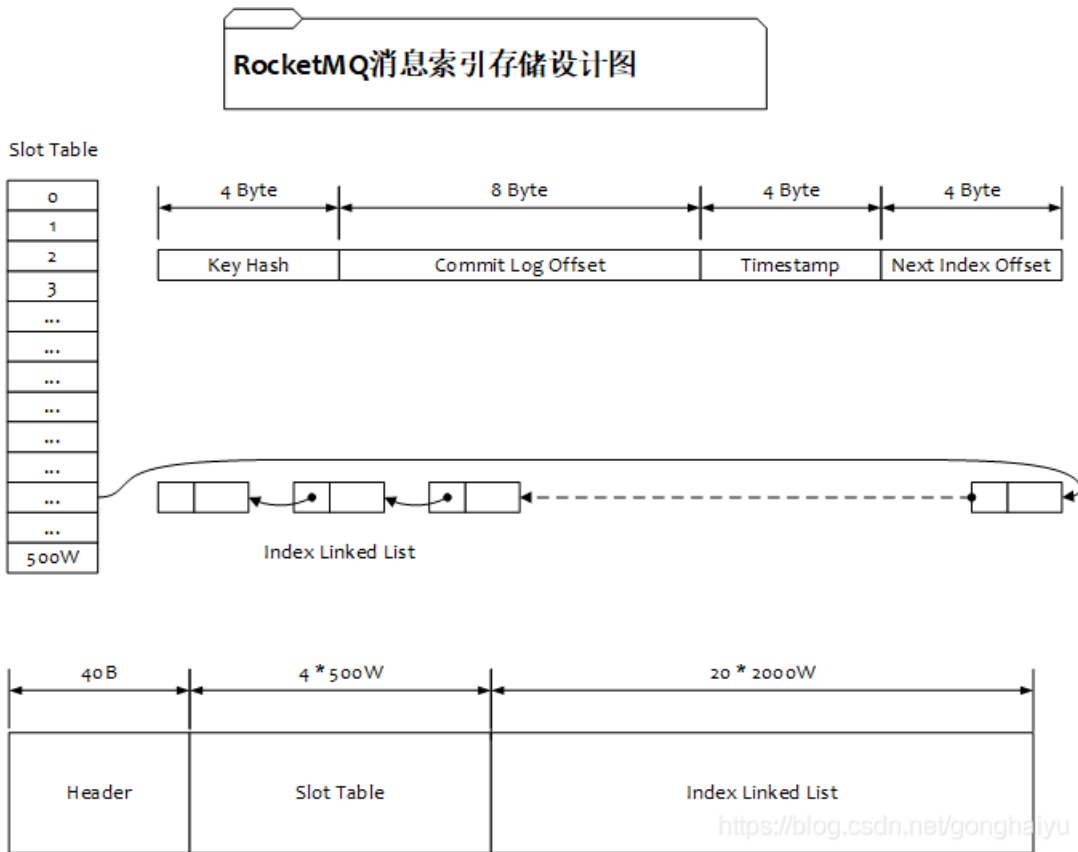 RocketMQ消息索引存储设计图
Slot Table
0
1
2
3
...
...
...
...
...
...
...
...
500W
4 Byte 8 Byte 4 Byte 4 Byte
Key Hash Commit Log Offset Timestamp Next Index Offset
Index Linked List
40B 4 * 500W 20 * 2000W
Header Slot Table Index Linked List
https://blog.csdn.net/gonghaiyu